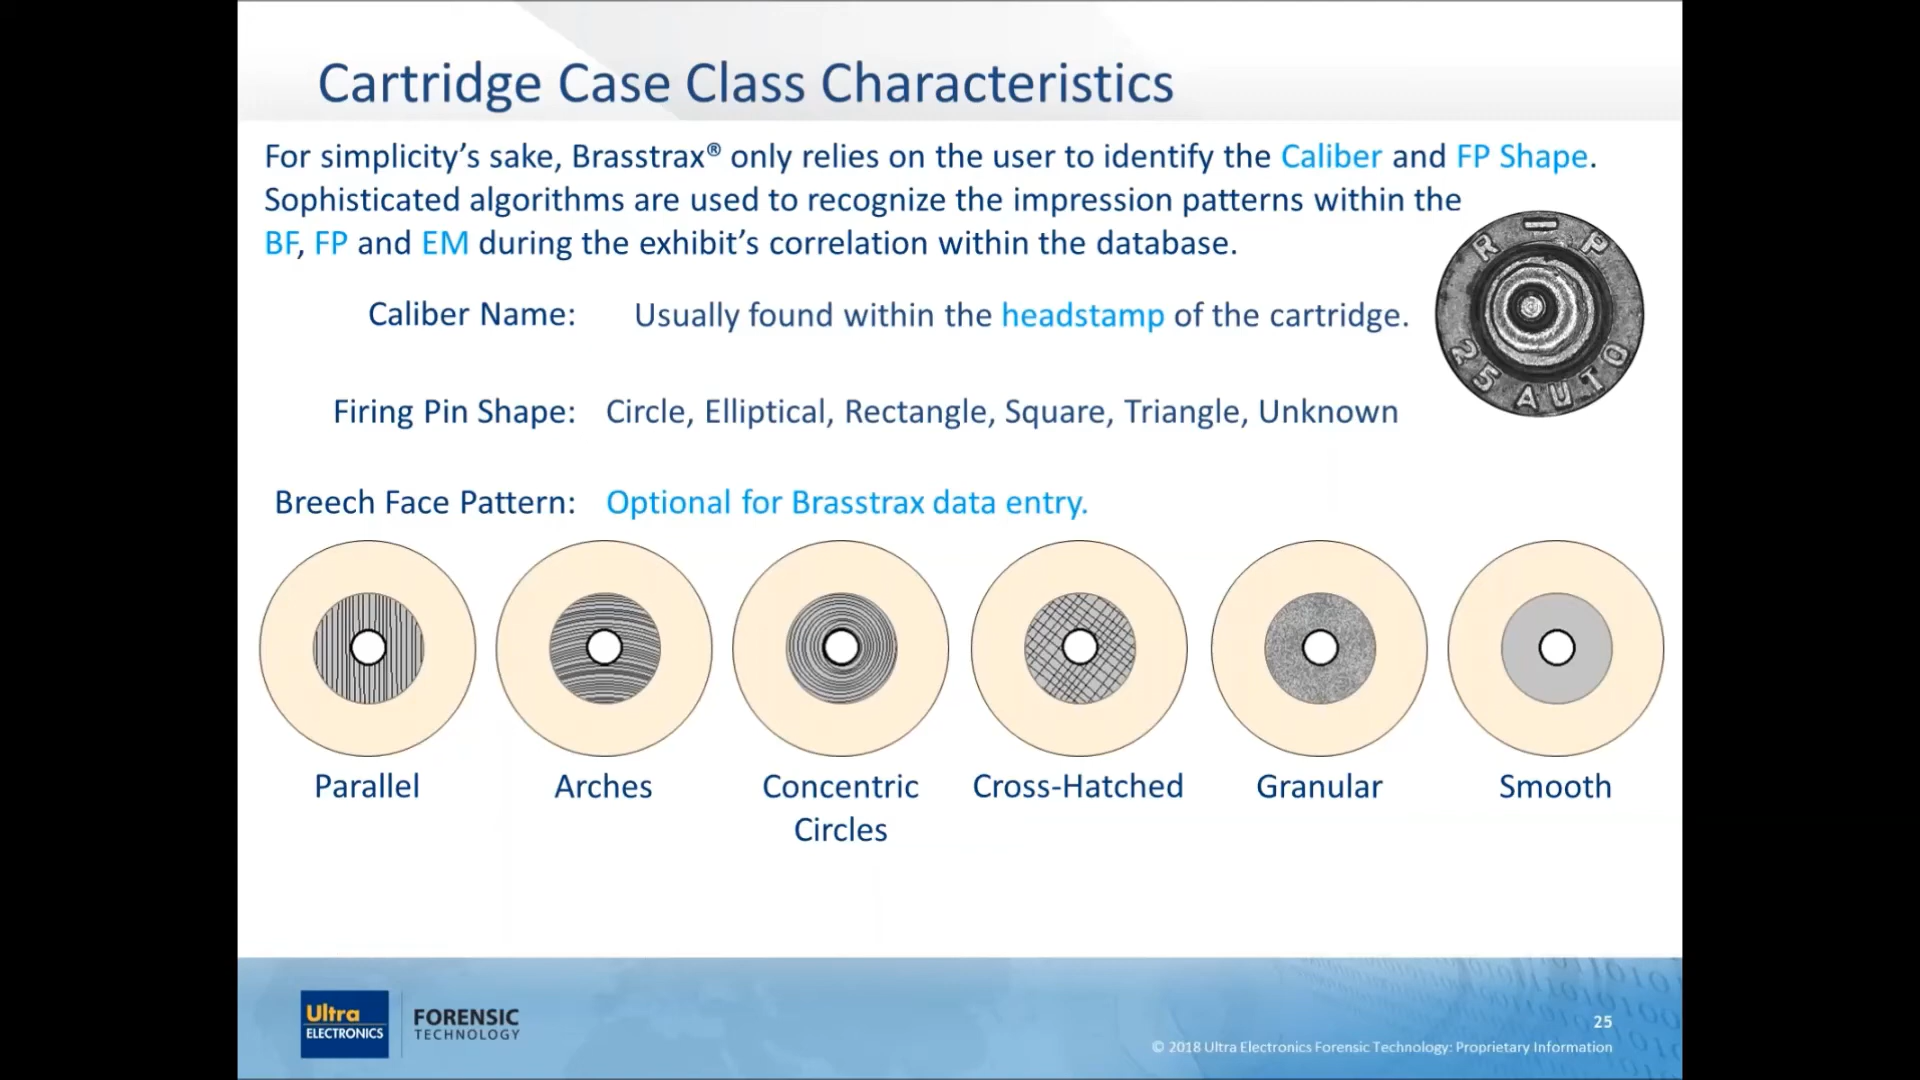 Cartridge Case Class Characteristics
For simplicity’s sake, Brasstrax® only relies on the user to identify the Caliber and FP Shape.
Sophisticated algorithms are used to recognize the impression patterns within the
BF, FP and EM during the exhibit’s correlation within the database.
R – P
25 AUTO
Caliber Name: Usually found within the headstamp of the cartridge.
Firing Pin Shape: Circle, Elliptical, Rectangle, Square, Triangle, Unknown
Breech Face Pattern: Optional for Brasstrax data entry.
Parallel
Arches
Concentric
Circles
Cross-Hatched
Granular
Smooth
Ultra
ELECTRONICS
FORENSIC
TECHNOLOGY
25
© 2018 Ultra Electronics Forensic Technology: Proprietary Information